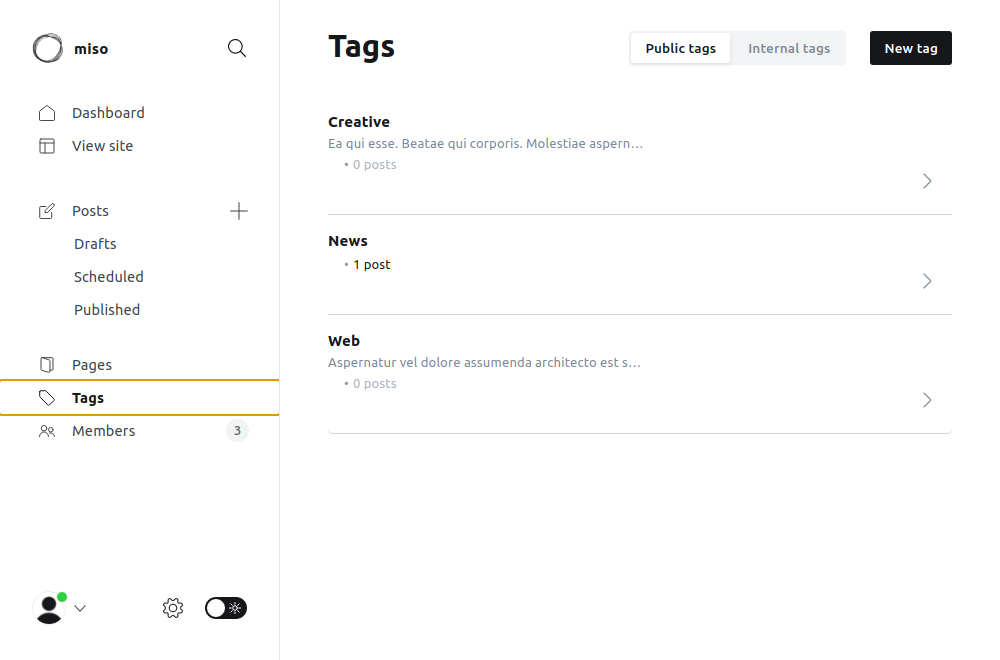 miso
Dashboard
View site
Posts
Drafts
Scheduled
Published
Pages
Tags
Members
3
Tags
Public tags
Internal tags
New tag
Creative
Ea qui esse. Beatae qui corporis. Molestiae aspern…
• 0 posts
News
• 1 post
Web
Aspernatur vel dolore assumenda architecto est s…
• 0 posts